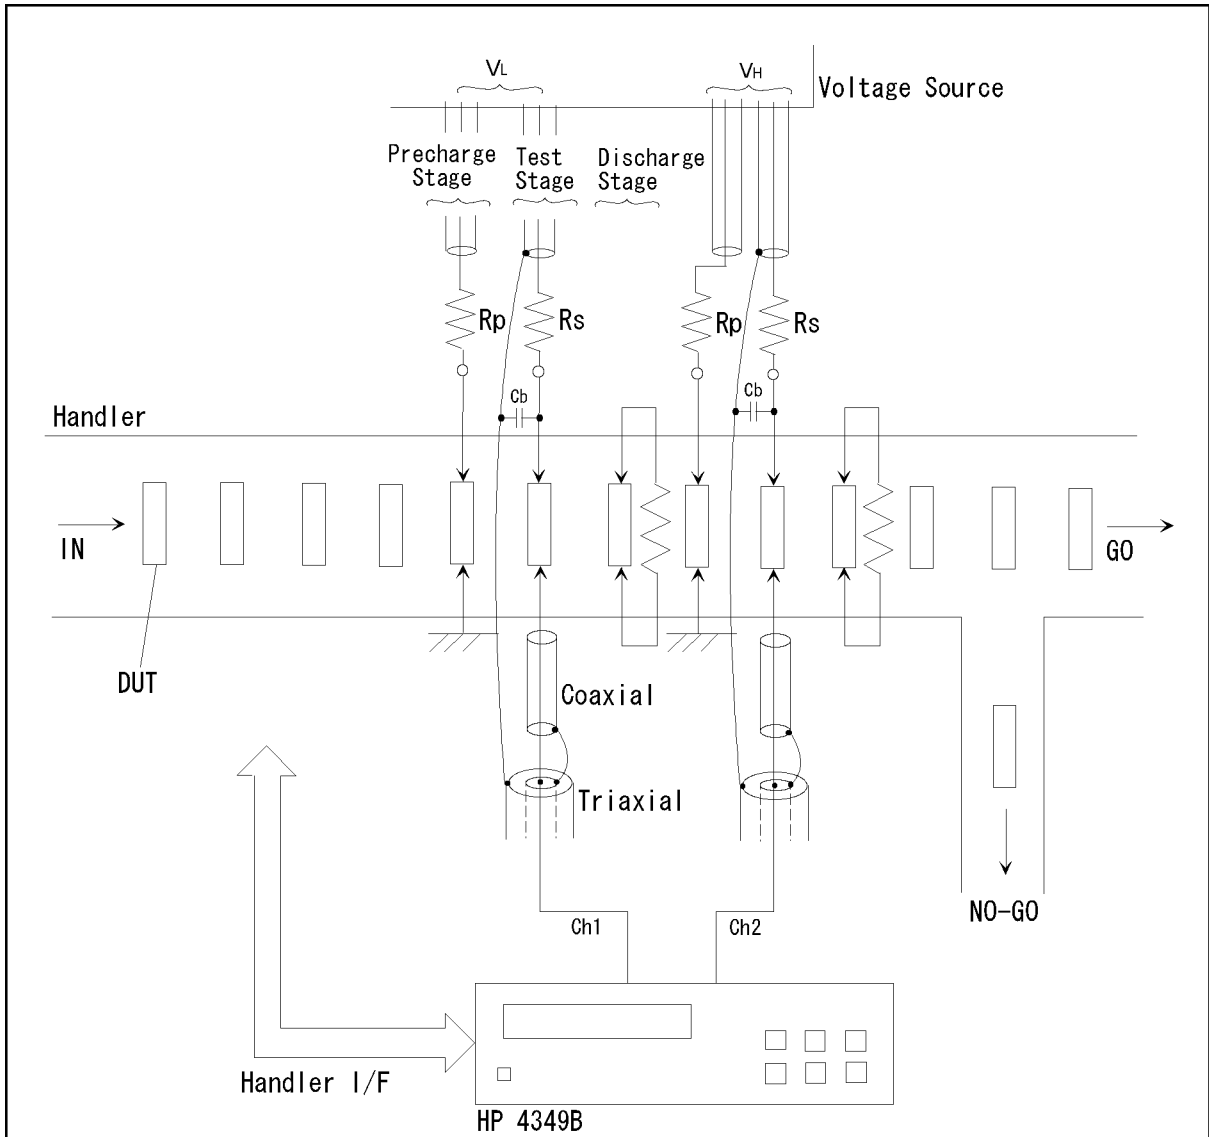 VL
VH
Voltage Source
Precharge
Stage
Test
Stage
Discharge
Stage
Rp
Rs
Rp
Rs
Cb
Cb
Handler
IN
GO
DUT
Coaxial
Triaxial
NO-GO
Ch1
Ch2
Handler I/F
HP 4349B